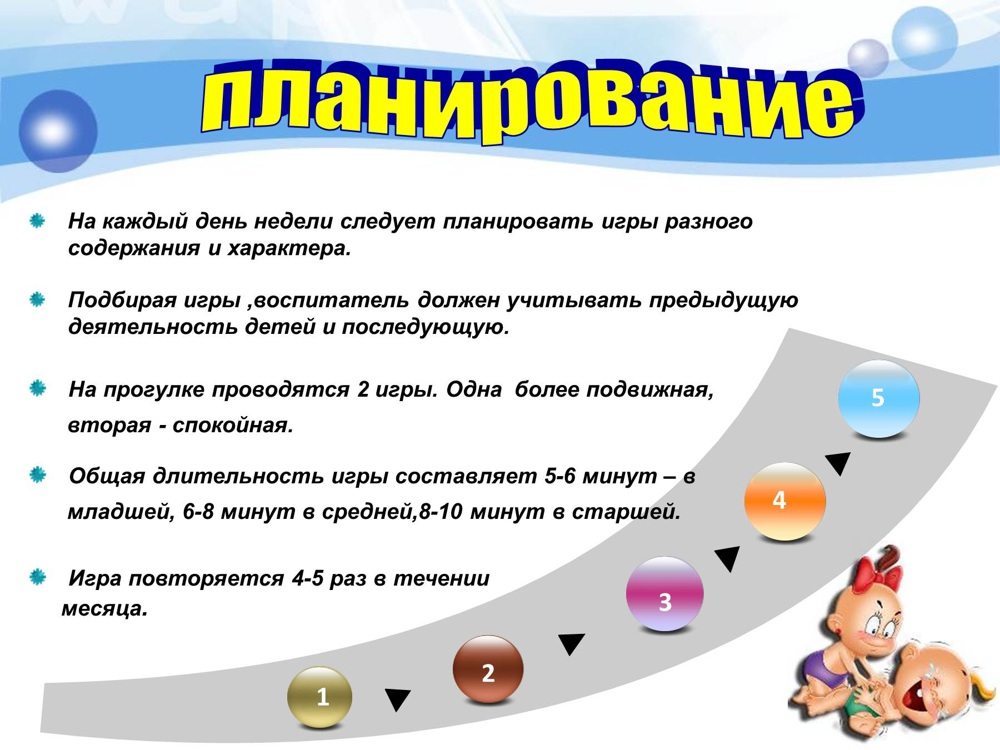 планирование
На каждый день недели следует планировать игры разного
содержания и характера.
Подбирая игры ,воспитатель должен учитывать предыдущую
деятельность детей и последующую.
На прогулке проводятся 2 игры. Одна более подвижная,
вторая - спокойная.
Общая длительность игры составляет 5-6 минут – в
младшей, 6-8 минут в средней,8-10 минут в старшей.
Игра повторяется 4-5 раз в течении
месяца.
5
4
3
2
1